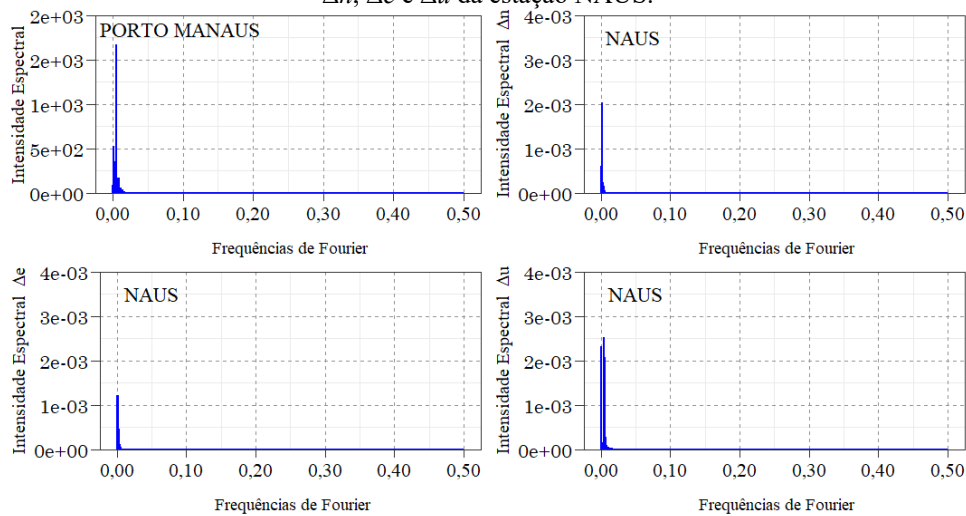 Δn, Δe e Δu da estação NAUS.
Intensidade Espectral
2e+03
2e+03
1e+03
5e+02
0e+00
PORTO MANAUS
0,00 0,10 0,20 0,30 0,40 0,50
Frequências de Fourier
Intensidade Espectral Δn
4e-03
3e-03
2e-03
1e-03
0e+00
NAUS
0,00 0,10 0,20 0,30 0,40 0,50
Frequências de Fourier
Intensidade Espectral Δe
4e-03
3e-03
2e-03
1e-03
0e+00
NAUS
0,00 0,10 0,20 0,30 0,40 0,50
Frequências de Fourier
Intensidade Espectral Δu
4e-03
3e-03
2e-03
1e-03
0e+00
NAUS
0,00 0,10 0,20 0,30 0,40 0,50
Frequências de Fourier